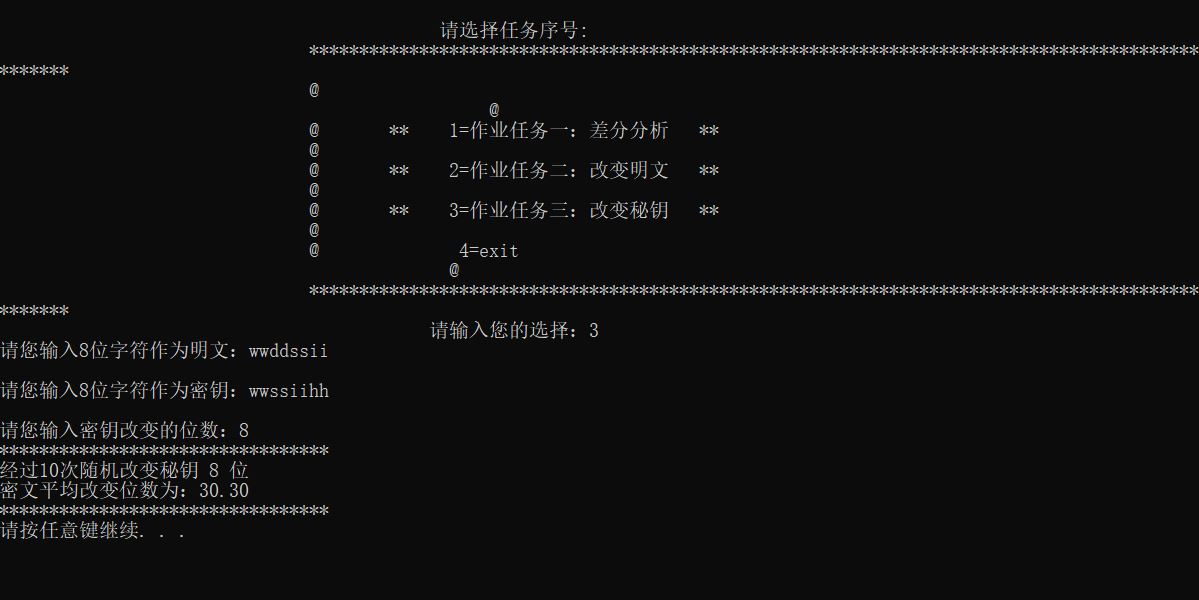 请选择任务序号:
*****************************************************************************************
*******
@
@
@ ** 1=作业任务一：差分分析 **
@
@ ** 2=作业任务二：改变明文 **
@
@ ** 3=作业任务三：改变秘钥 **
@
@ 4=exit
@
*****************************************************************************************
*******
请输入您的选择：3
请您输入8位字符作为明文：wwddssii
请您输入8位字符作为密钥：wwssiihh
请您输入密钥改变的位数：8
*********************************
经过10次随机改变秘钥 8 位
密文平均改变位数为：30.30
*********************************
请按任意键继续. . .